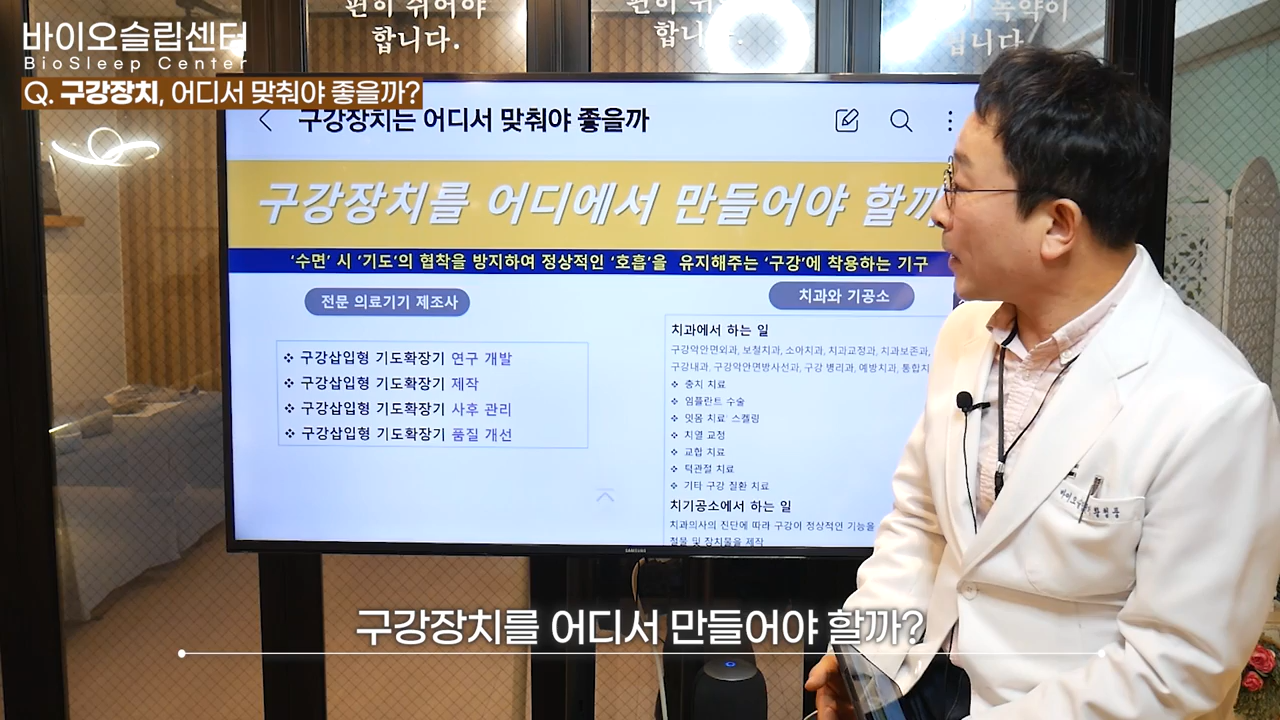 편히 쉬어야
합니다.
합니다.
입니다
바이오슬립센터
BioSleep Center
Q. 구강장치, 어디서 맞춰야 좋을까?
구강장치는 어디서 맞춰야 좋을까
구강장치를 어디에서 만들어야 할까
'수면' 시 '기도'의 협착을 방지하여 정상적인 '호흡'을 유지해주는 '구강'에 착용하는 기구
전문 의료기기 제조사
❖ 구강삽입형 기도확장기 연구 개발
❖ 구강삽입형 기도확장기 제작
❖ 구강삽입형 기도확장기 사후 관리
❖ 구강삽입형 기도확장기 품질 개선
치과와 기공소
치과에서 하는 일
구강악안면외과, 보철치과, 소아치과, 치과교정과, 치과보존과,
구강내과, 구강악안면방사선과, 구강 병리과, 예방치과, 통합치
❖ 충치 치료
❖ 임플란트 수술
❖ 잇몸 치료· 스켈링
❖ 치열 교정
❖ 교합 치료
❖ 턱관절 치료
❖ 기타 구강 질환 치료
치기공소에서 하는 일
치과의사의 진단에 따라 구강이 정상적인 기능을
철물 및 장치물을 제작
SAMSUNG
구강장치를 어디서 만들어야 할까?